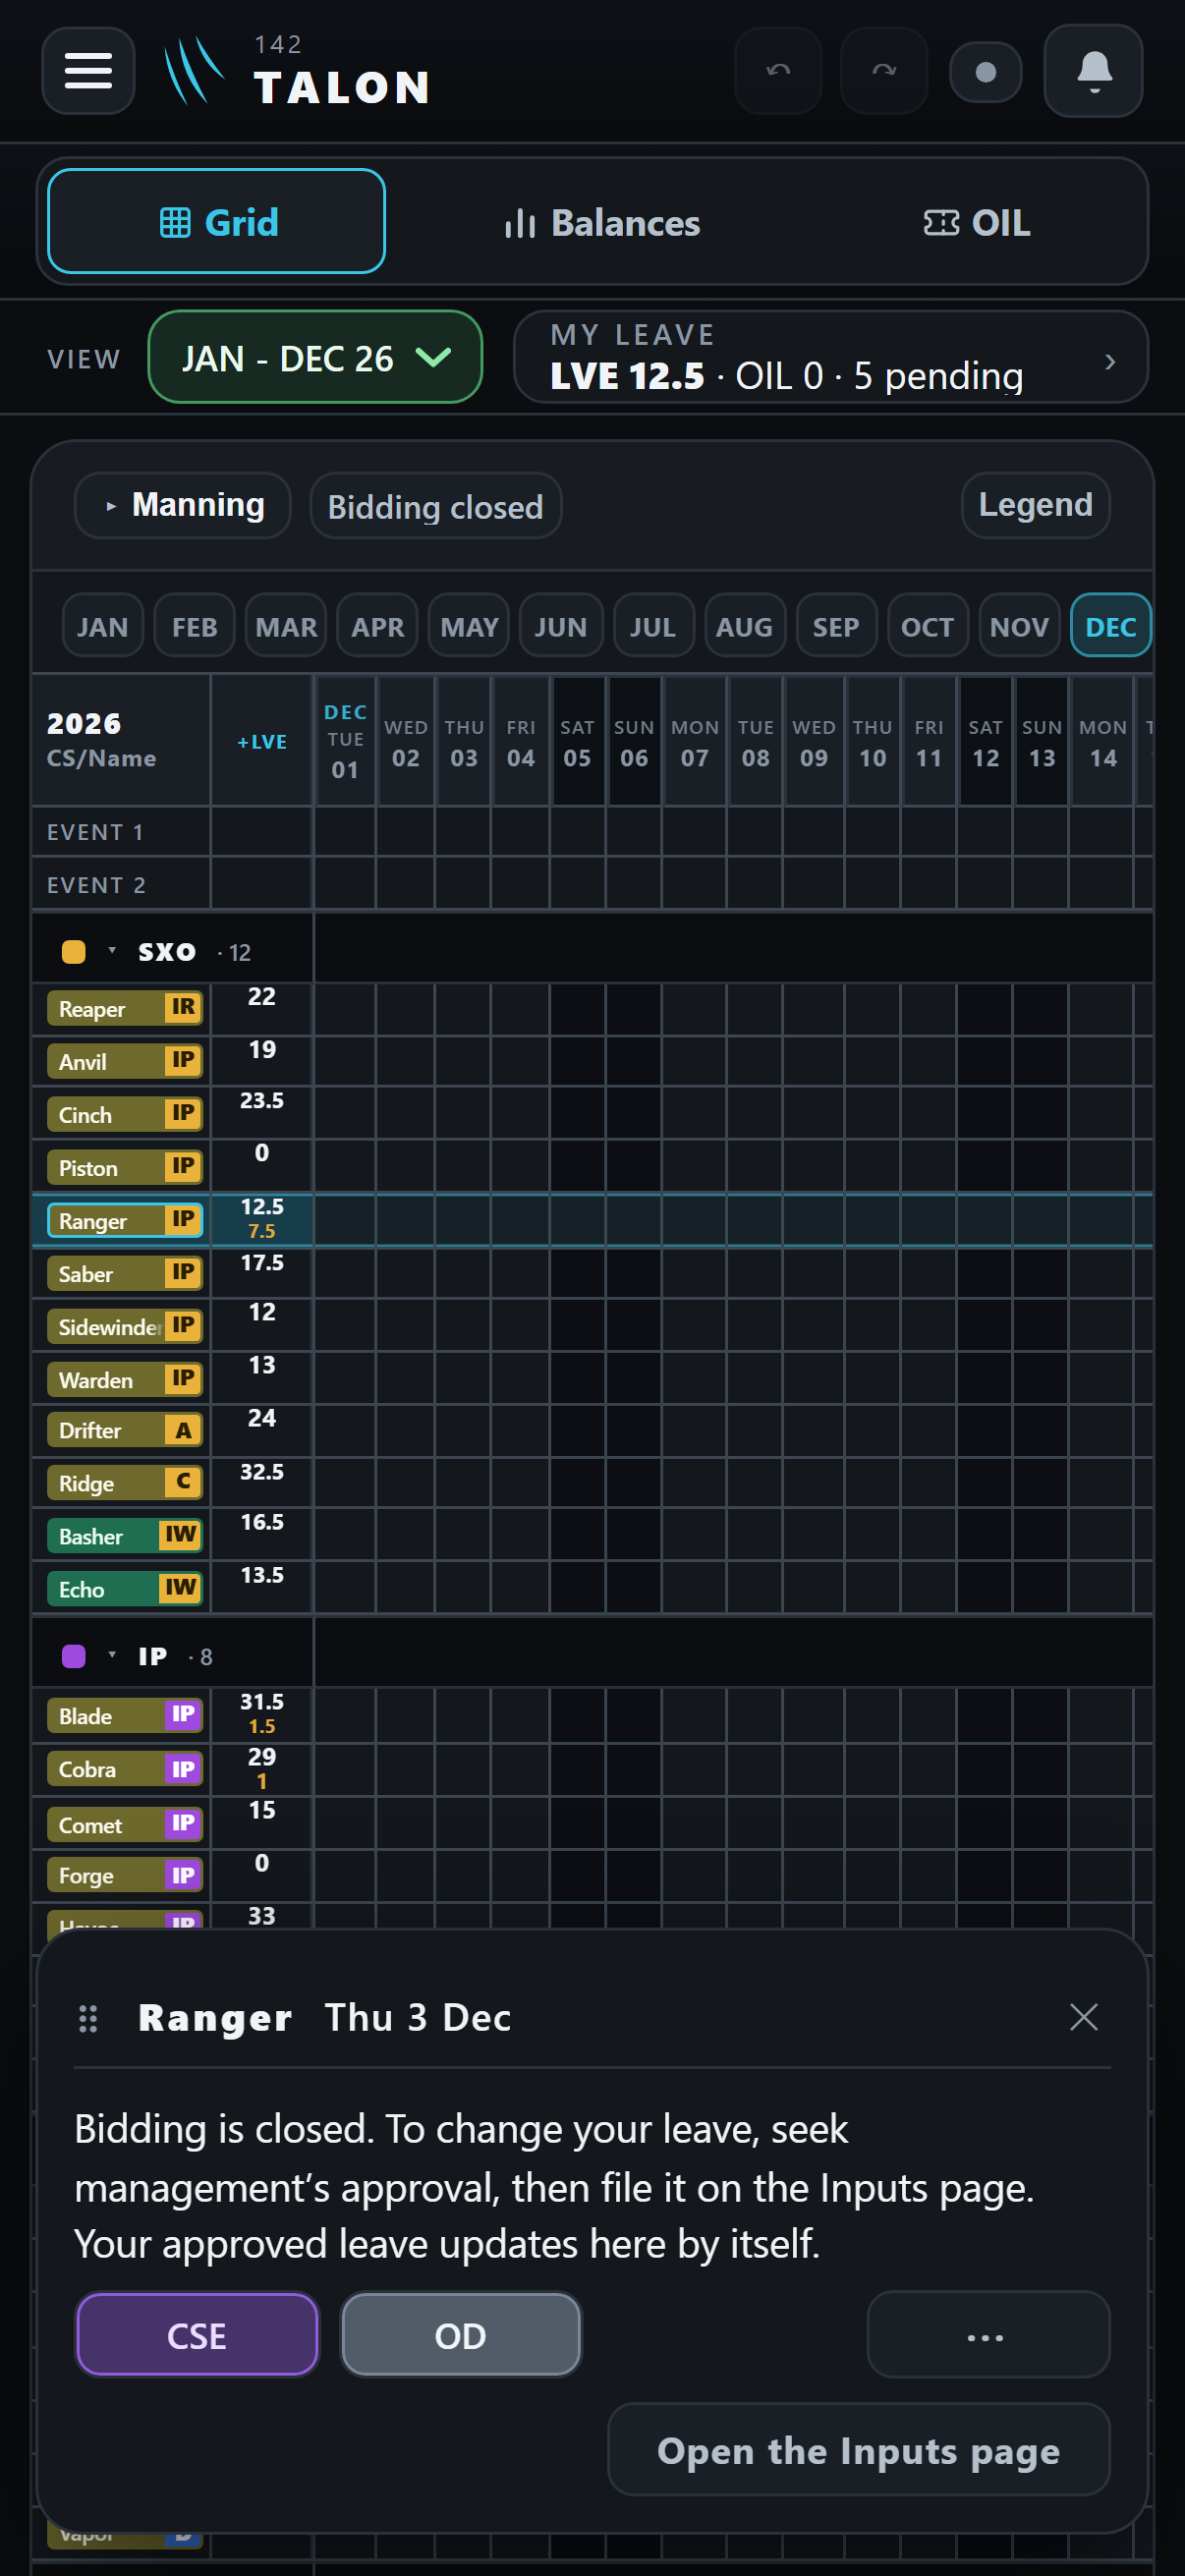 142
TALON
Grid
Balances
OIL
VIEW
JAN - DEC 26
MY LEAVE
LVE 12.5 · OIL 0 · 5 pending
Manning
Bidding closed
Legend
JAN FEB MAR APR MAY JUN JUL AUG SEP OCT NOV DEC
2026
CS/Name
+LVE
DEC TUE 01
WED 02
THU 03
FRI 04
SAT 05
SUN 06
MON 07
TUE 08
WED 09
THU 10
FRI 11
SAT 12
SUN 13
MON 14
EVENT 1
EVENT 2
SXO · 12
Reaper IR 22
Anvil IP 19
Cinch IP 23.5
Piston IP 0
Ranger IP 12.5
7.5
Saber IP 17.5
Sidewinder IP 12
Warden IP 13
Drifter A 24
Ridge C 32.5
Basher IW 16.5
Echo IW 13.5
IP · 8
Blade IP 31.5
1.5
Cobra IP 29
1
Comet IP 15
Forge IP 0
IP 33
Ranger Thu 3 Dec
Bidding is closed. To change your leave, seek
management’s approval, then file it on the Inputs page.
Your approved leave updates here by itself.
CSE
OD
...
Open the Inputs page